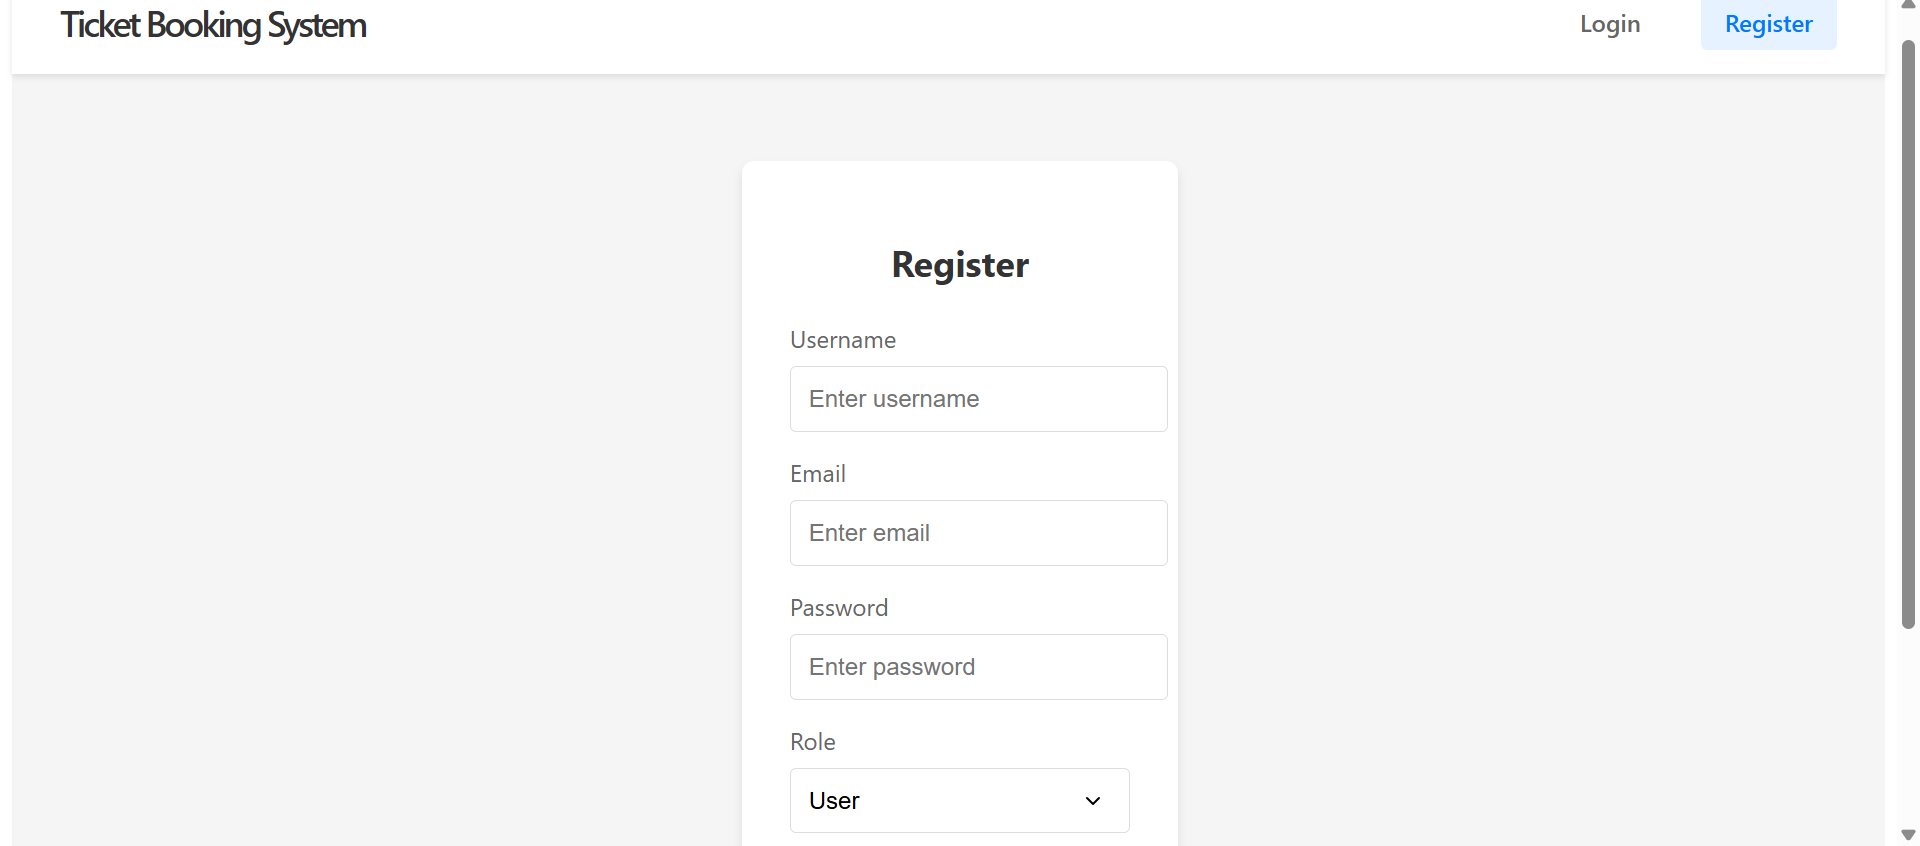 Ticket Booking System
Login
Register
Register
Username
Enter username
Email
Enter email
Password
Enter password
Role
User